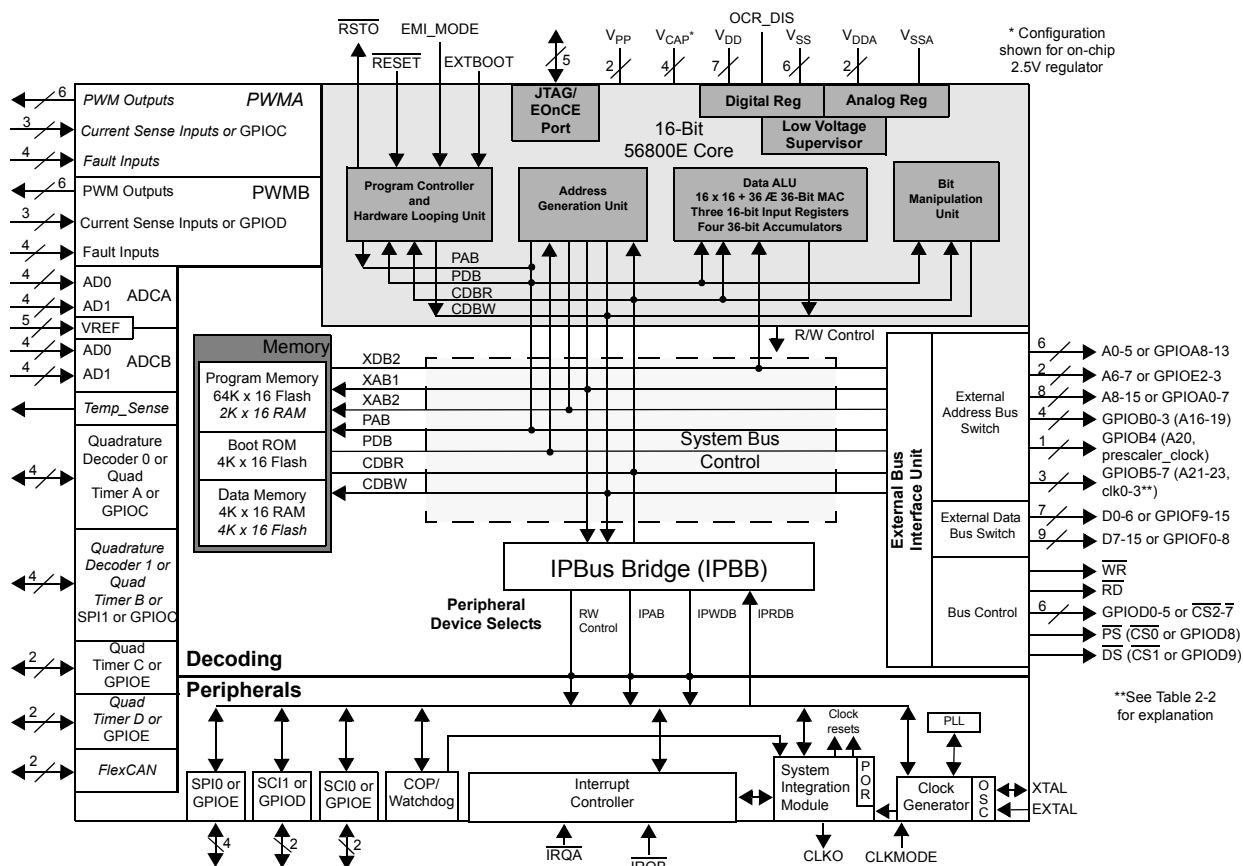 RSTO
EMI_MODE
RESET
EXTBOOT
5
VPP
2
VCAP*
4
VDD
7
OCR_DIS
VSS
6
VDDA
2
VSSA
* Configuration
shown for on-chip
2.5V regulator
6
PWM Outputs
PWMA
3
Current Sense Inputs or GPIOC
4
Fault Inputs
6
PWM Outputs
PWMB
3
Current Sense Inputs or GPIOD
4
Fault Inputs
4
AD0
ADCA
4
AD1
5
VREF
4
AD0
ADCB
4
AD1
Temp_Sense
4
Quadrature
Decoder 0 or
Quad
Timer A or
GPIOC
4
Quadrature
Decoder 1 or
Quad
Timer B or
SPI1 or GPIOC
2
Quad
Timer C or
GPIOE
2
Quad
Timer D or
GPIOE
2
FlexCAN
JTAG/
EOnCE
Port
Digital Reg
Analog Reg
Low Voltage
Supervisor
16-Bit
56800E Core
Program Controller
and
Hardware Looping Unit
Address
Generation Unit
Data ALU
16 x 16 + 36 Æ 36-Bit MAC
Three 16-bit Input Registers
Four 36-bit Accumulators
Bit
Manipulation
Unit
PAB
PDB
CDBR
CDBW
R/W Control
Memory
Program Memory
64K x 16 Flash
2K x 16 RAM
Boot ROM
4K x 16 Flash
Data Memory
4K x 16 RAM
4K x 16 Flash
XDB2
XAB1
XAB2
PAB
PDB
CDBR
CDBW
System Bus
Control
External Bus
Interface Unit
External
Address Bus
Switch
External Data
Bus Switch
Bus Control
6
A0-5 or GPIOA8-13
2
A6-7 or GPIOE2-3
8
A8-15 or GPIOA0-7
4
GPIOB0-3 (A16-19)
1
GPIOB4 (A20,
prescaler_clock)
3
GPIOB5-7 (A21-23,
clk0-3**)
7
D0-6 or GPIOF9-15
9
D7-15 or GPIOF0-8
WR
RD
6
GPIOD0-5 or CS2-7
PS (CS0 or GPIOD8)
DS (CS1 or GPIOD9)
**See Table 2-2
for explanation
IPBus Bridge (IPBB)
Peripheral
Device Selects
RW
Control
IPAB
IPWDB
IPRDB
Decoding
Peripherals
SPI0 or
GPIOE
SCI1 or
GPIOD
SCI0 or
GPIOE
COP/
Watchdog
Interrupt
Controller
Clock
resets
System
Integration
Module
POR
PLL
Clock
Generator
OSC
XTAL
EXTAL
4
2
2
IRQA
IRQB
CLKO
CLKMODE